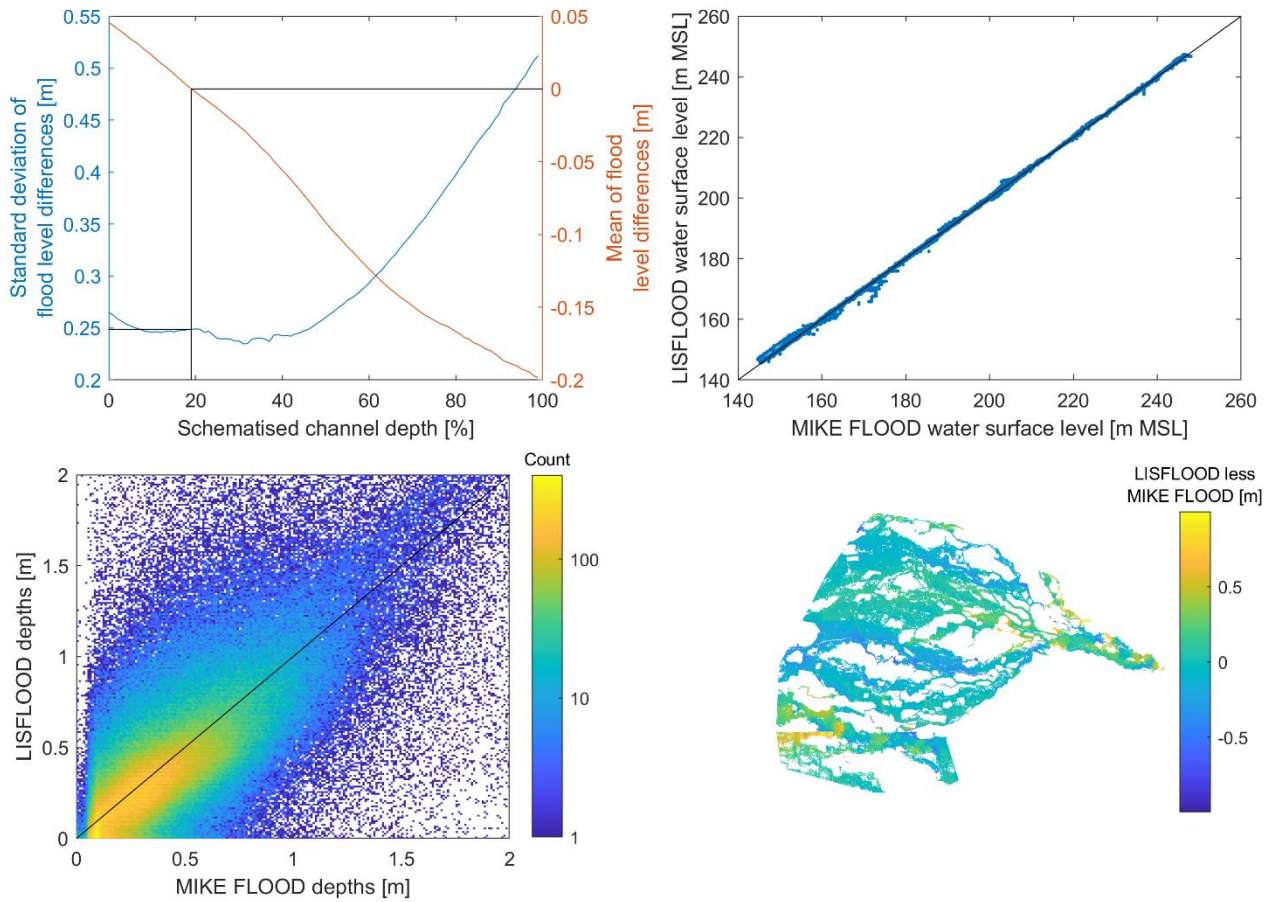 Standard deviation of
flood level differences [m]
0.55
0.5
0.45
0.4
0.35
0.3
0.25
0.2
0.05
0
-0.05
-0.1
-0.15
-0.2
Mean of flood
level differences [m]
0 20 40 60 80 100
Schematised channel depth [%]
LISFLOOD water surface level [m MSL]
260
240
220
200
180
160
140
140 160 180 200 220 240 260
MIKE FLOOD water surface level [m MSL]
LISFLOOD depths [m]
2
1.5
1
0.5
0
0 0.5 1 1.5 2
MIKE FLOOD depths [m]
Count
100
10
1
LISFLOOD less
MIKE FLOOD [m]
0.5
0
-0.5